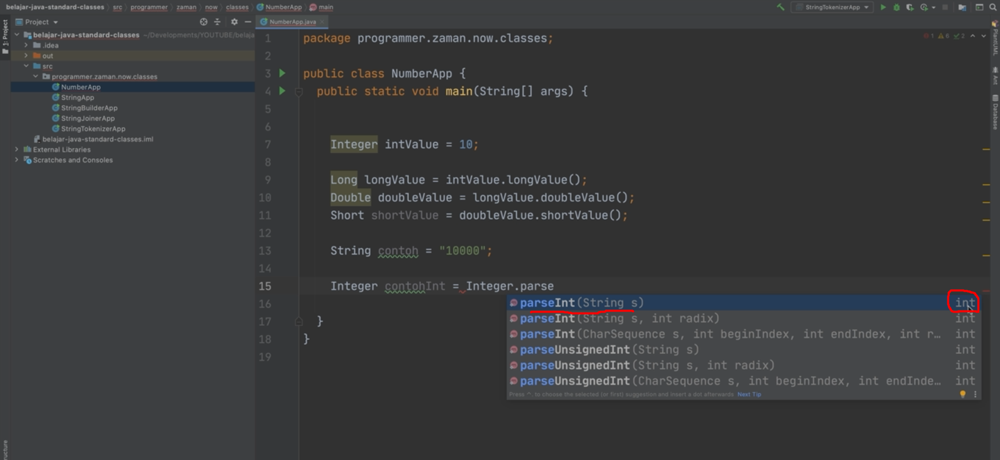 belajar-java-standard-classes src programmer zaman now classes NumberApp main
StringTokenizerApp
Project
NumberApp.java
1: Project
belajar-java-standard-classes ~/Developments/YOUTUBE/belaja
.idea
out
src
programmer.zaman.now.classes
NumberApp
StringApp
StringBuilderApp
StringJoinerApp
StringTokenizerApp
belajar-java-standard-classes.iml
External Libraries
Scratches and Consoles
ructure
1 package programmer.zaman.now.classes;
2
3 public class NumberApp {
4 public static void main(String[] args) {
5
6
7 Integer intValue = 10;
8
9 Long longValue = intValue.longValue();
10 Double doubleValue = longValue.doubleValue();
11 Short shortValue = doubleValue.shortValue();
12
13 String contoh = "10000";
14
15 Integer contohInt = Integer.parse
16
17 }
18 }
19
parseInt(String s) int
parseInt(String s, int radix) int
parseInt(CharSequence s, int beginIndex, int endIndex, int r… int
parseUnsignedInt(String s) int
parseUnsignedInt(String s, int radix) int
parseUnsignedInt(CharSequence s, int beginIndex, int endInde… int
Press ^. to choose the selected (or first) suggestion and insert a dot afterwards Next Tip
1 6 2
PlantUML
Ant
Database